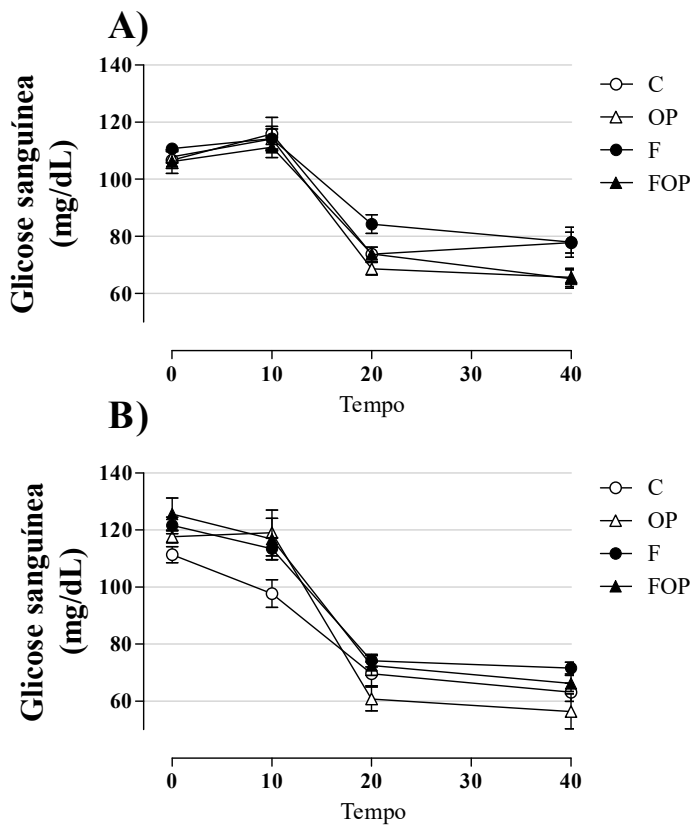 A)
Glicose sanguínea
(mg/dL)
140
120
100
80
60
0 10 20 30 40
Tempo
C
OP
F
FOP
B)
Glicose sanguínea
(mg/dL)
140
120
100
80
60
0 10 20 30 40
Tempo
C
OP
F
FOP